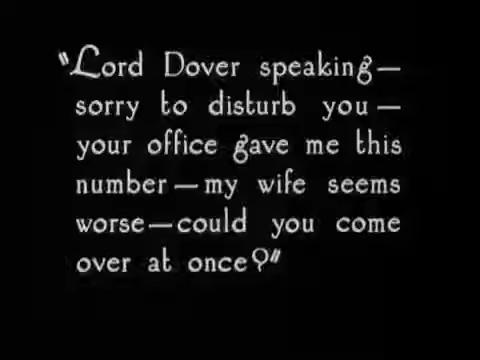 "Lord Dover speaking—
sorry to disturb you—
your office gave me this
number—my wife seems
worse—could you come
over at once?"